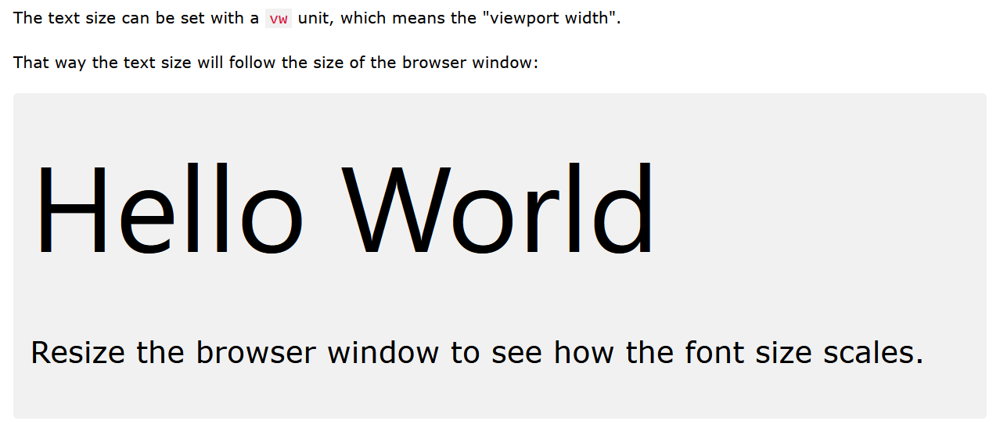 The text size can be set with a vw unit, which means the "viewport width".
That way the text size will follow the size of the browser window:
Hello World
Resize the browser window to see how the font size scales.